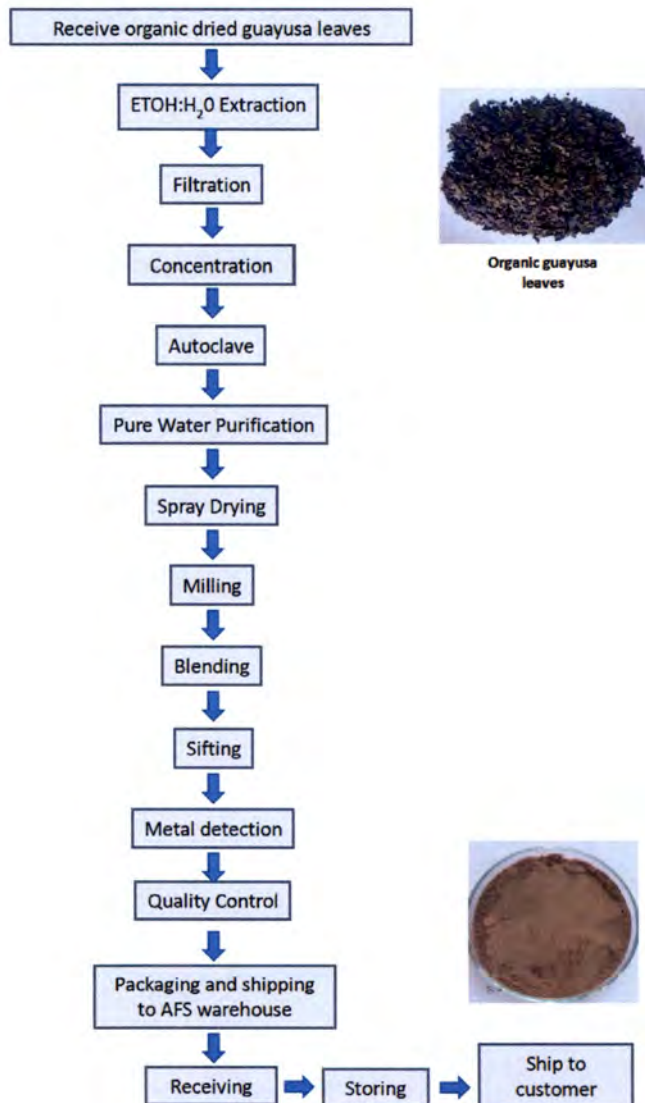 Receive organic dried guayusa leaves
ETOH:H₂0 Extraction
Filtration
Organic guayusa
leaves
Concentration
Autoclave
Pure Water Purification
Spray Drying
Milling
Blending
Sifting
Metal detection
Quality Control
Packaging and shipping
to AFS warehouse
Receiving
Storing
Ship to
customer